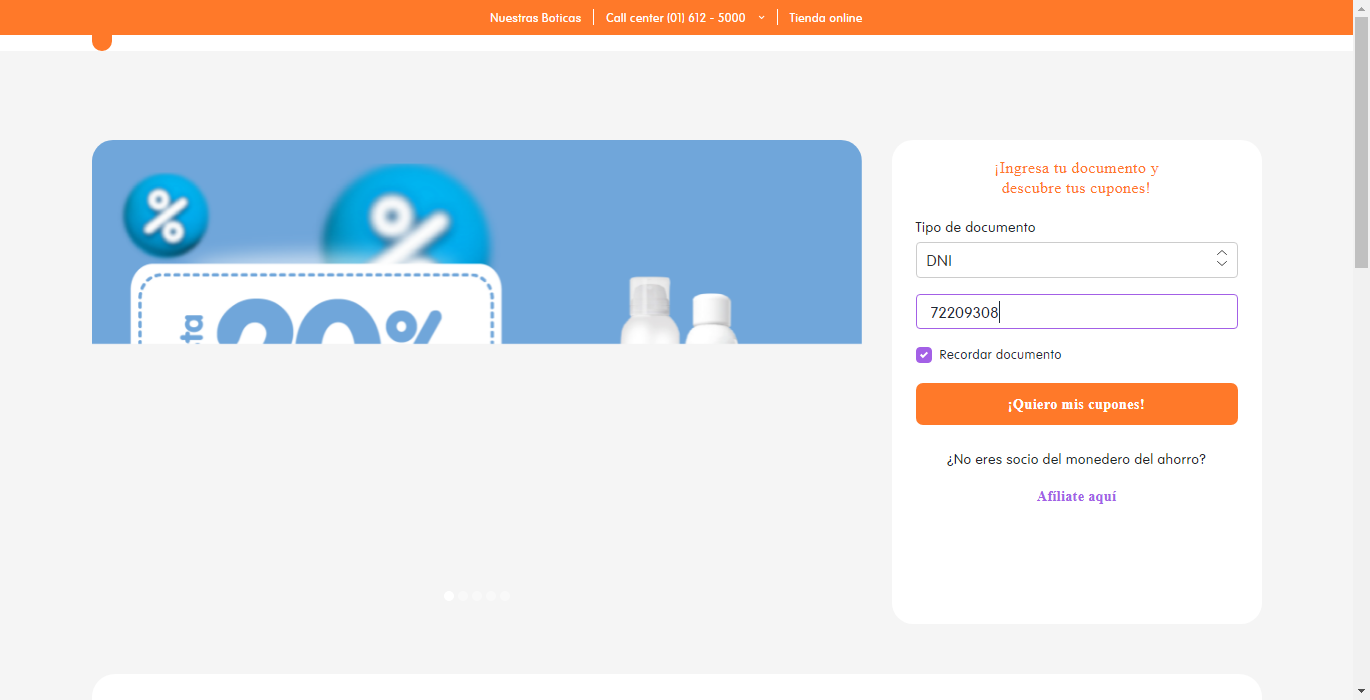 Nuestras Boticas
Call center (01) 612 - 5000
Tienda online
¡Ingresa tu documento y
descubre tus cupones!
Tipo de documento
DNI
72209308
Recordar documento
¡Quiero mis cupones!
¿No eres socio del monedero del ahorro?
Afíliate aquí
%
%
20%